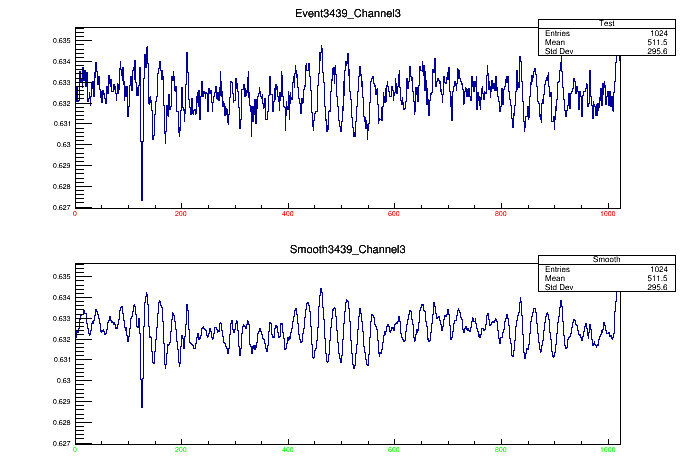 Event3439_Channel3
Test
Entries 1024
Mean 511.5
Std Dev 295.6
0.635
0.634
0.633
0.632
0.631
0.63
0.629
0.628
0.627
0 200 400 600 800 1000
Smooth3439_Channel3
Smooth
Entries 1024
Mean 511.5
Std Dev 295.6
0.635
0.634
0.633
0.632
0.631
0.63
0.629
0.628
0.627
0 200 400 600 800 1000